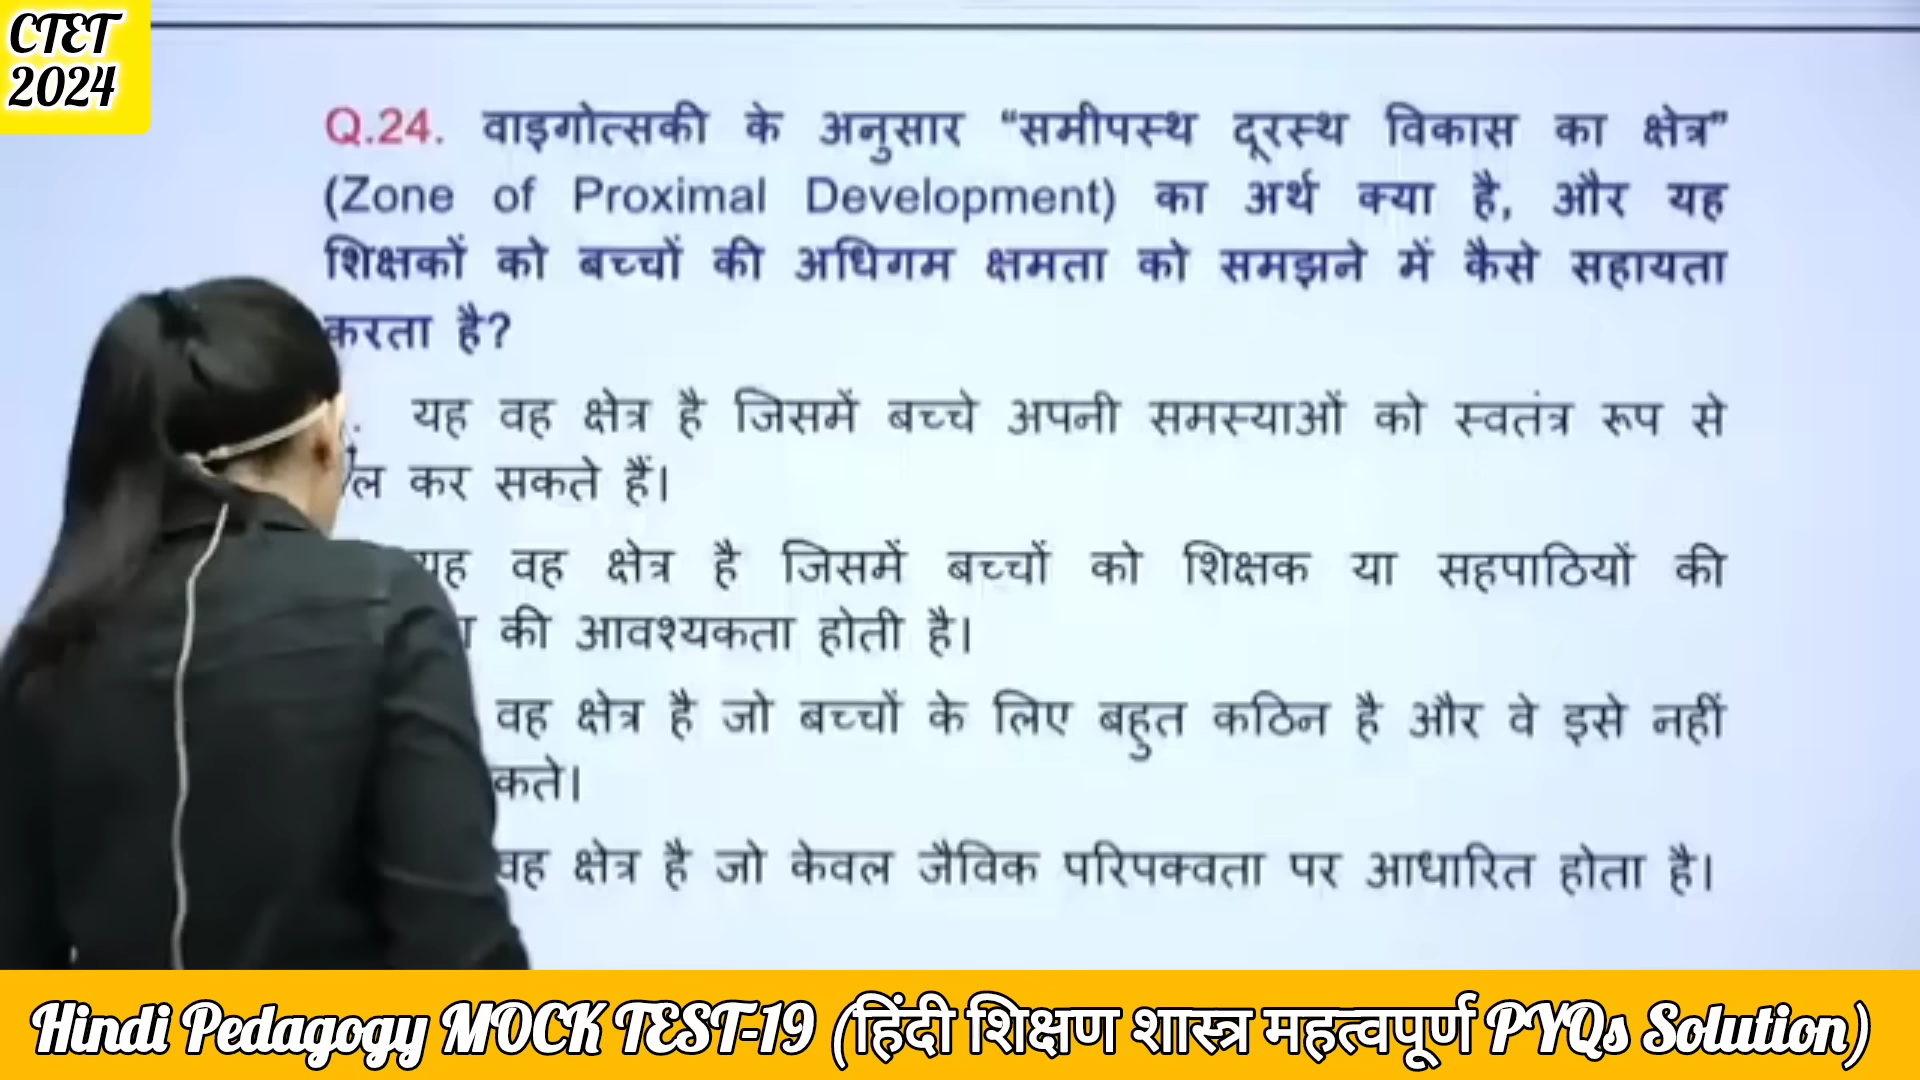 CTET
2024
Q.24. वाइगोत्सकी के अनुसार “समीपस्थ दूरस्थ विकास का क्षेत्र”
(Zone of Proximal Development) का अर्थ क्या है, और यह
शिक्षकों को बच्चों की अधिगम क्षमता को समझने में कैसे सहायता
करता है?
यह वह क्षेत्र है जिसमें बच्चे अपनी समस्याओं को स्वतंत्र रूप से
कर सकते हैं।
यह वह क्षेत्र है जिसमें बच्चों को शिक्षक या सहपाठियों की
की आवश्यकता होती है।
वह क्षेत्र है जो बच्चों के लिए बहुत कठिन है और वे इसे नहीं
वह क्षेत्र है जो केवल जैविक परिपक्वता पर आधारित होता है।
Hindi Pedagogy MOCK TEST-19 (हिंदी शिक्षण शास्त्र महत्वपूर्ण PYQs Solution)